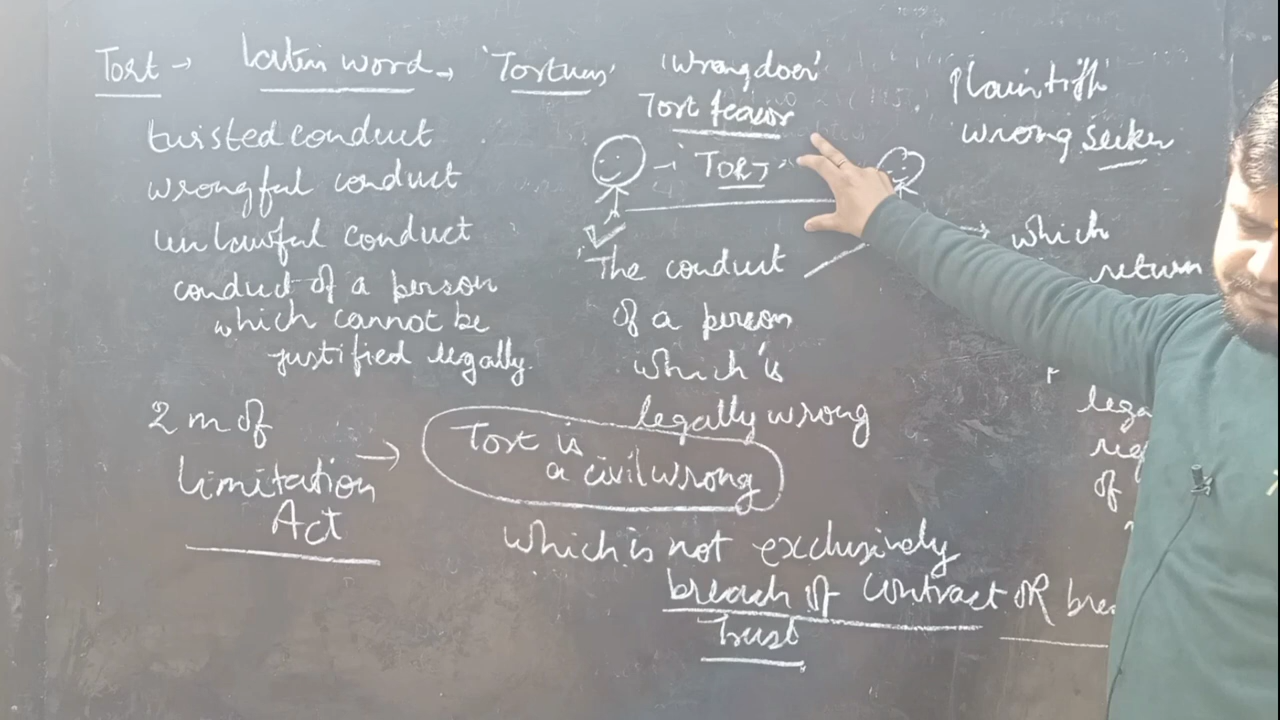 Tort → Latin word → 'Tortum'
twisted conduct
wrongful conduct
unlawful conduct
conduct of a person
which cannot be
justified legally.
2 m of
Limitation
Act →
'wrongdoer'
Tort feasor
'TORT'
'The conduct
of a person
which is
legally wrong
Plaintiff
wrong seeker
→ which
return
lega
reg
of
Tort is
a civil wrong
which is not exclusively
breach of contract OR brea
Trust